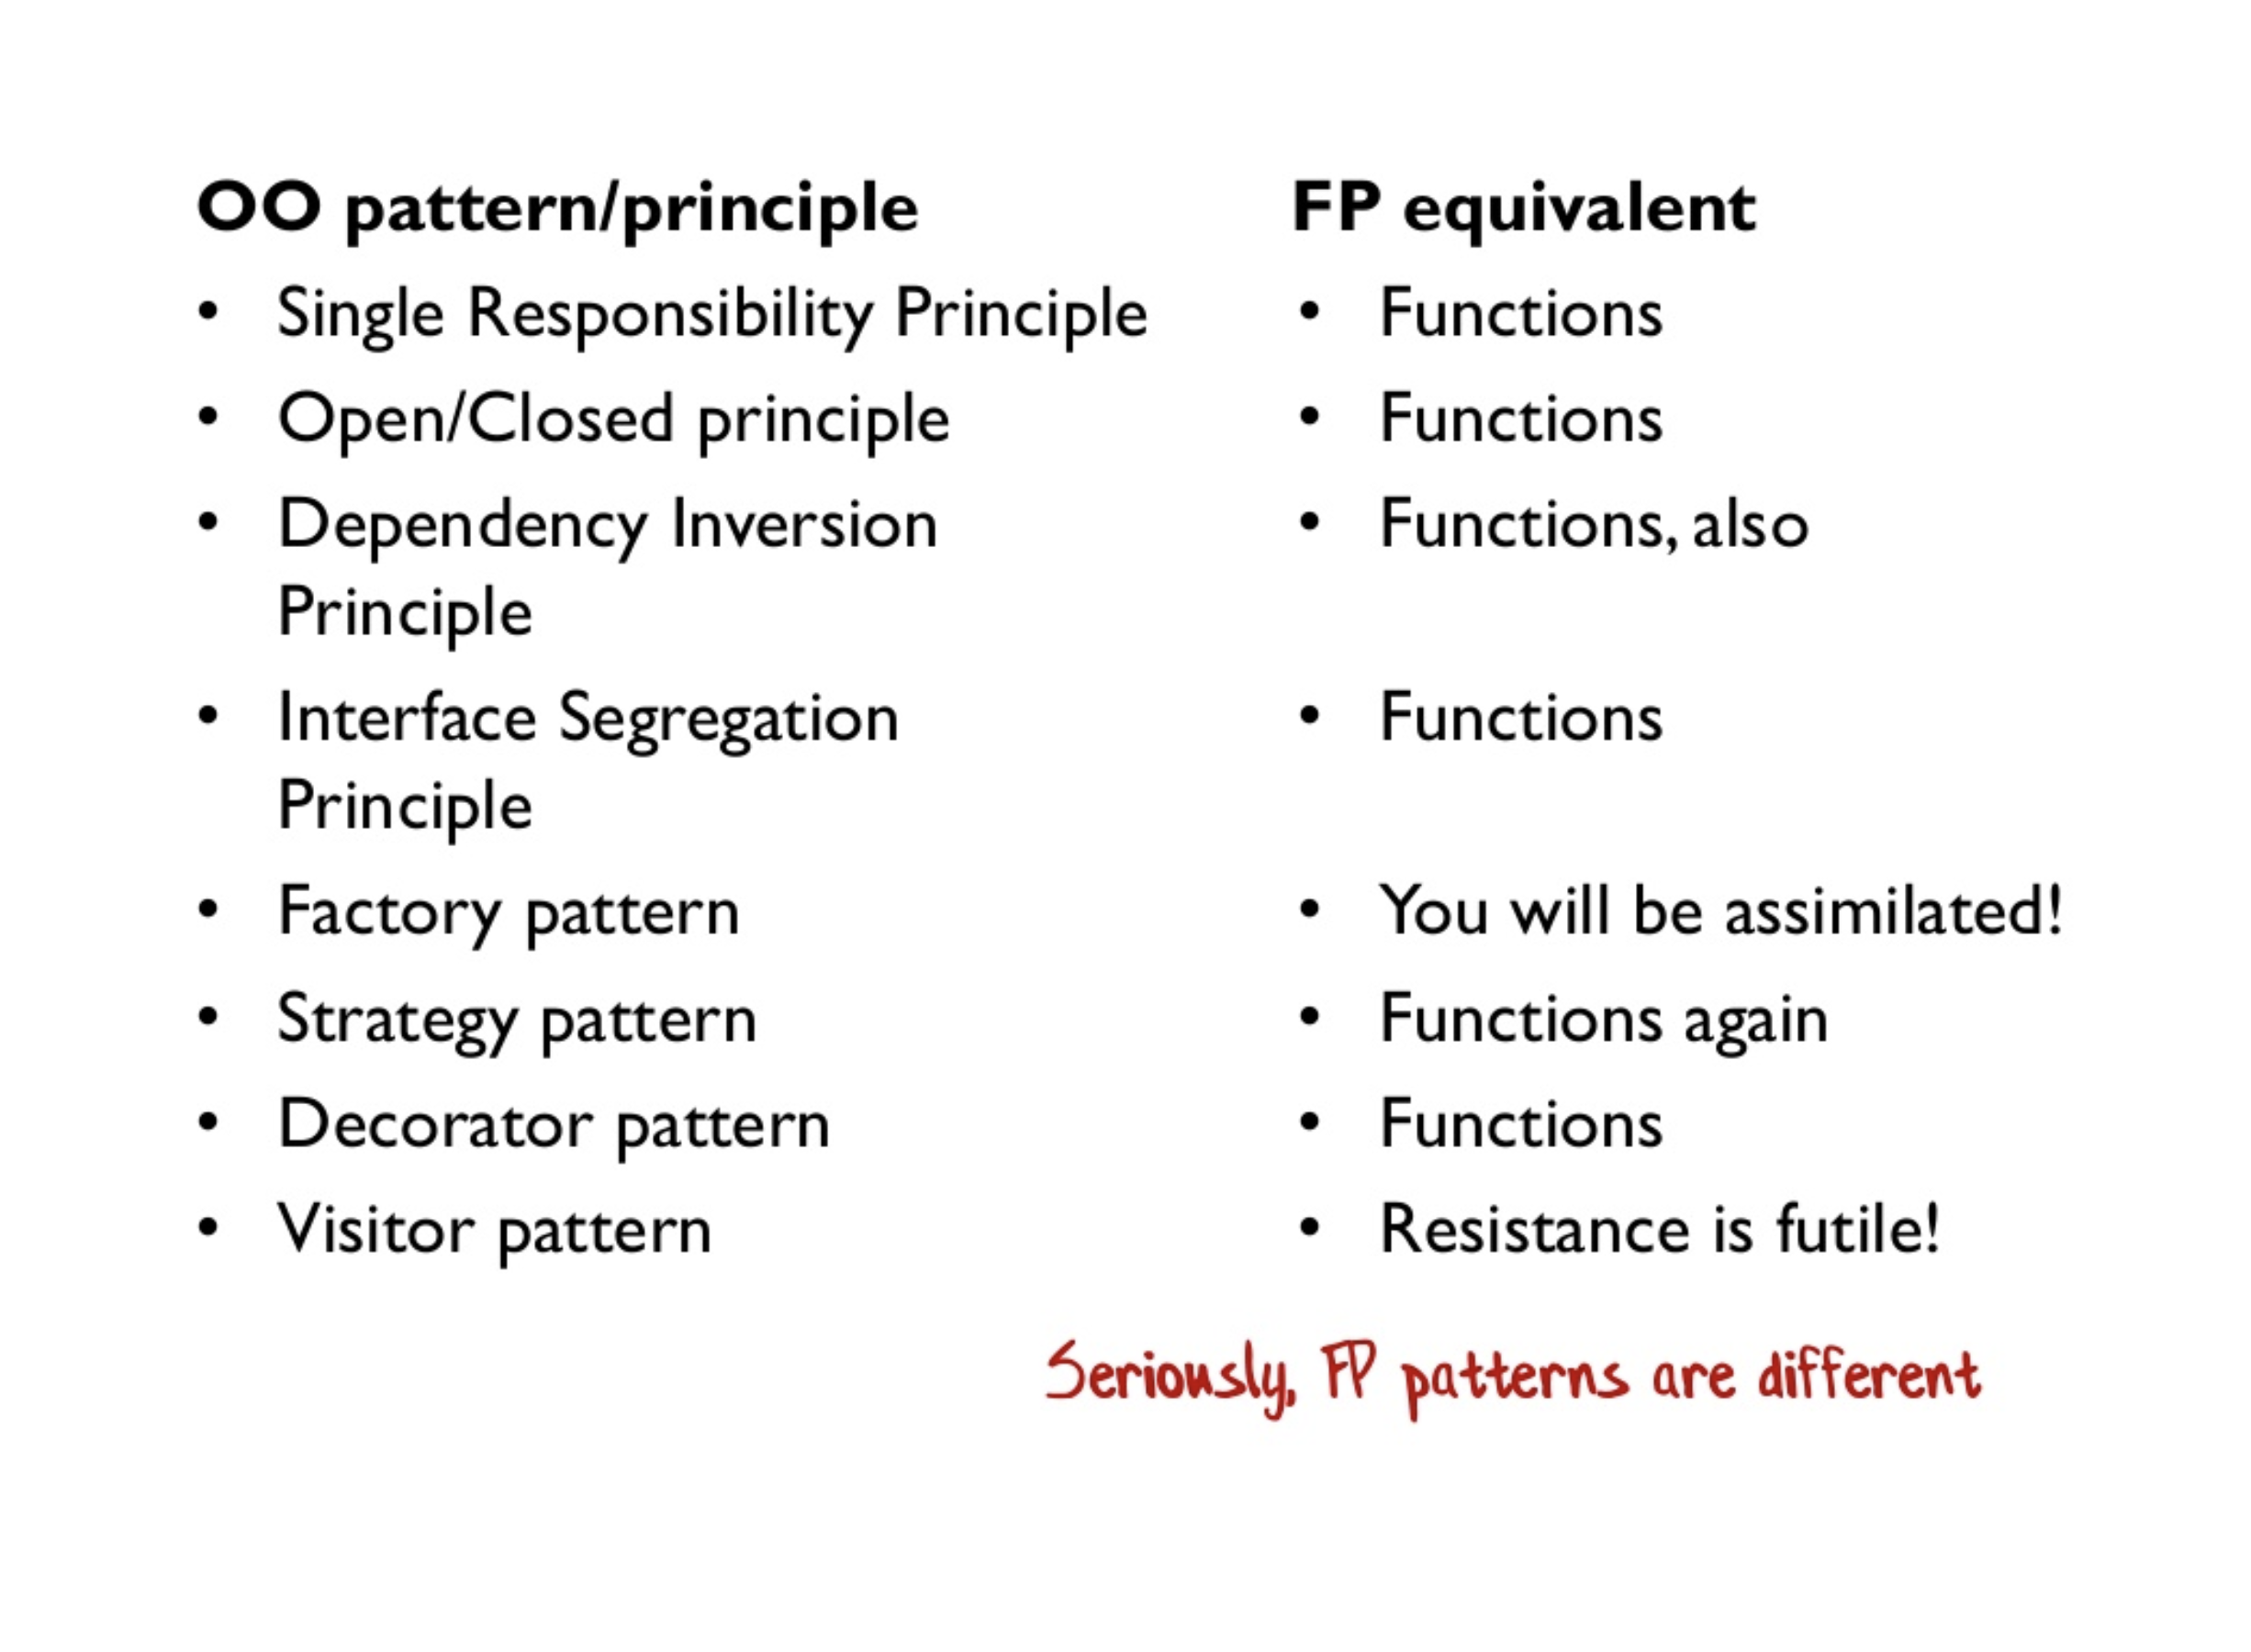 OO pattern/principle
• Single Responsibility Principle
• Open/Closed principle
• Dependency Inversion
Principle
• Interface Segregation
Principle
• Factory pattern
• Strategy pattern
• Decorator pattern
• Visitor pattern
FP equivalent
• Functions
• Functions
• Functions, also
• Functions
• You will be assimilated!
• Functions again
• Functions
• Resistance is futile!
Seriously, FP patterns are different